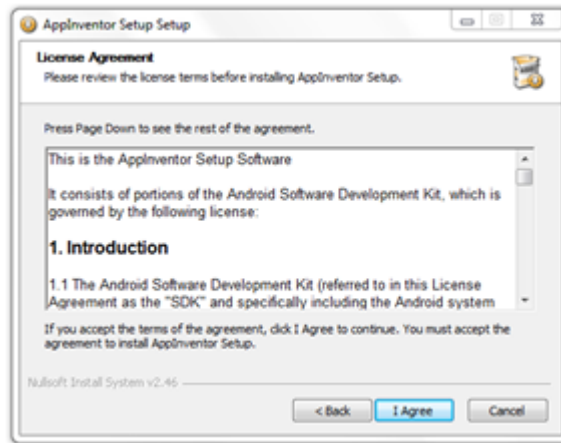 AppInventor Setup Setup
License Agreement
Please review the license terms before installing AppInventor Setup.
Press Page Down to see the rest of the agreement.
This is the AppInventor Setup Software
It consists of portions of the Android Software Development Kit, which is
governed by the following license:
1. Introduction
1.1 The Android Software Development Kit (referred to in this License
Agreement as the "SDK" and specifically including the Android system
If you accept the terms of the agreement, click I Agree to continue. You must accept the
agreement to install AppInventor Setup.
Nullsoft Install System v2.46
< Back
I Agree
Cancel